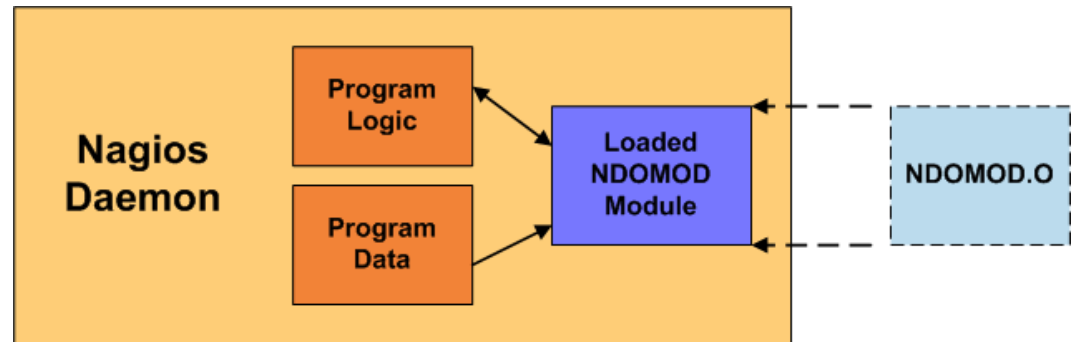 Nagios
Daemon
Program
Logic
Program
Data
Loaded
NDOMOD
Module
NDOMOD.O